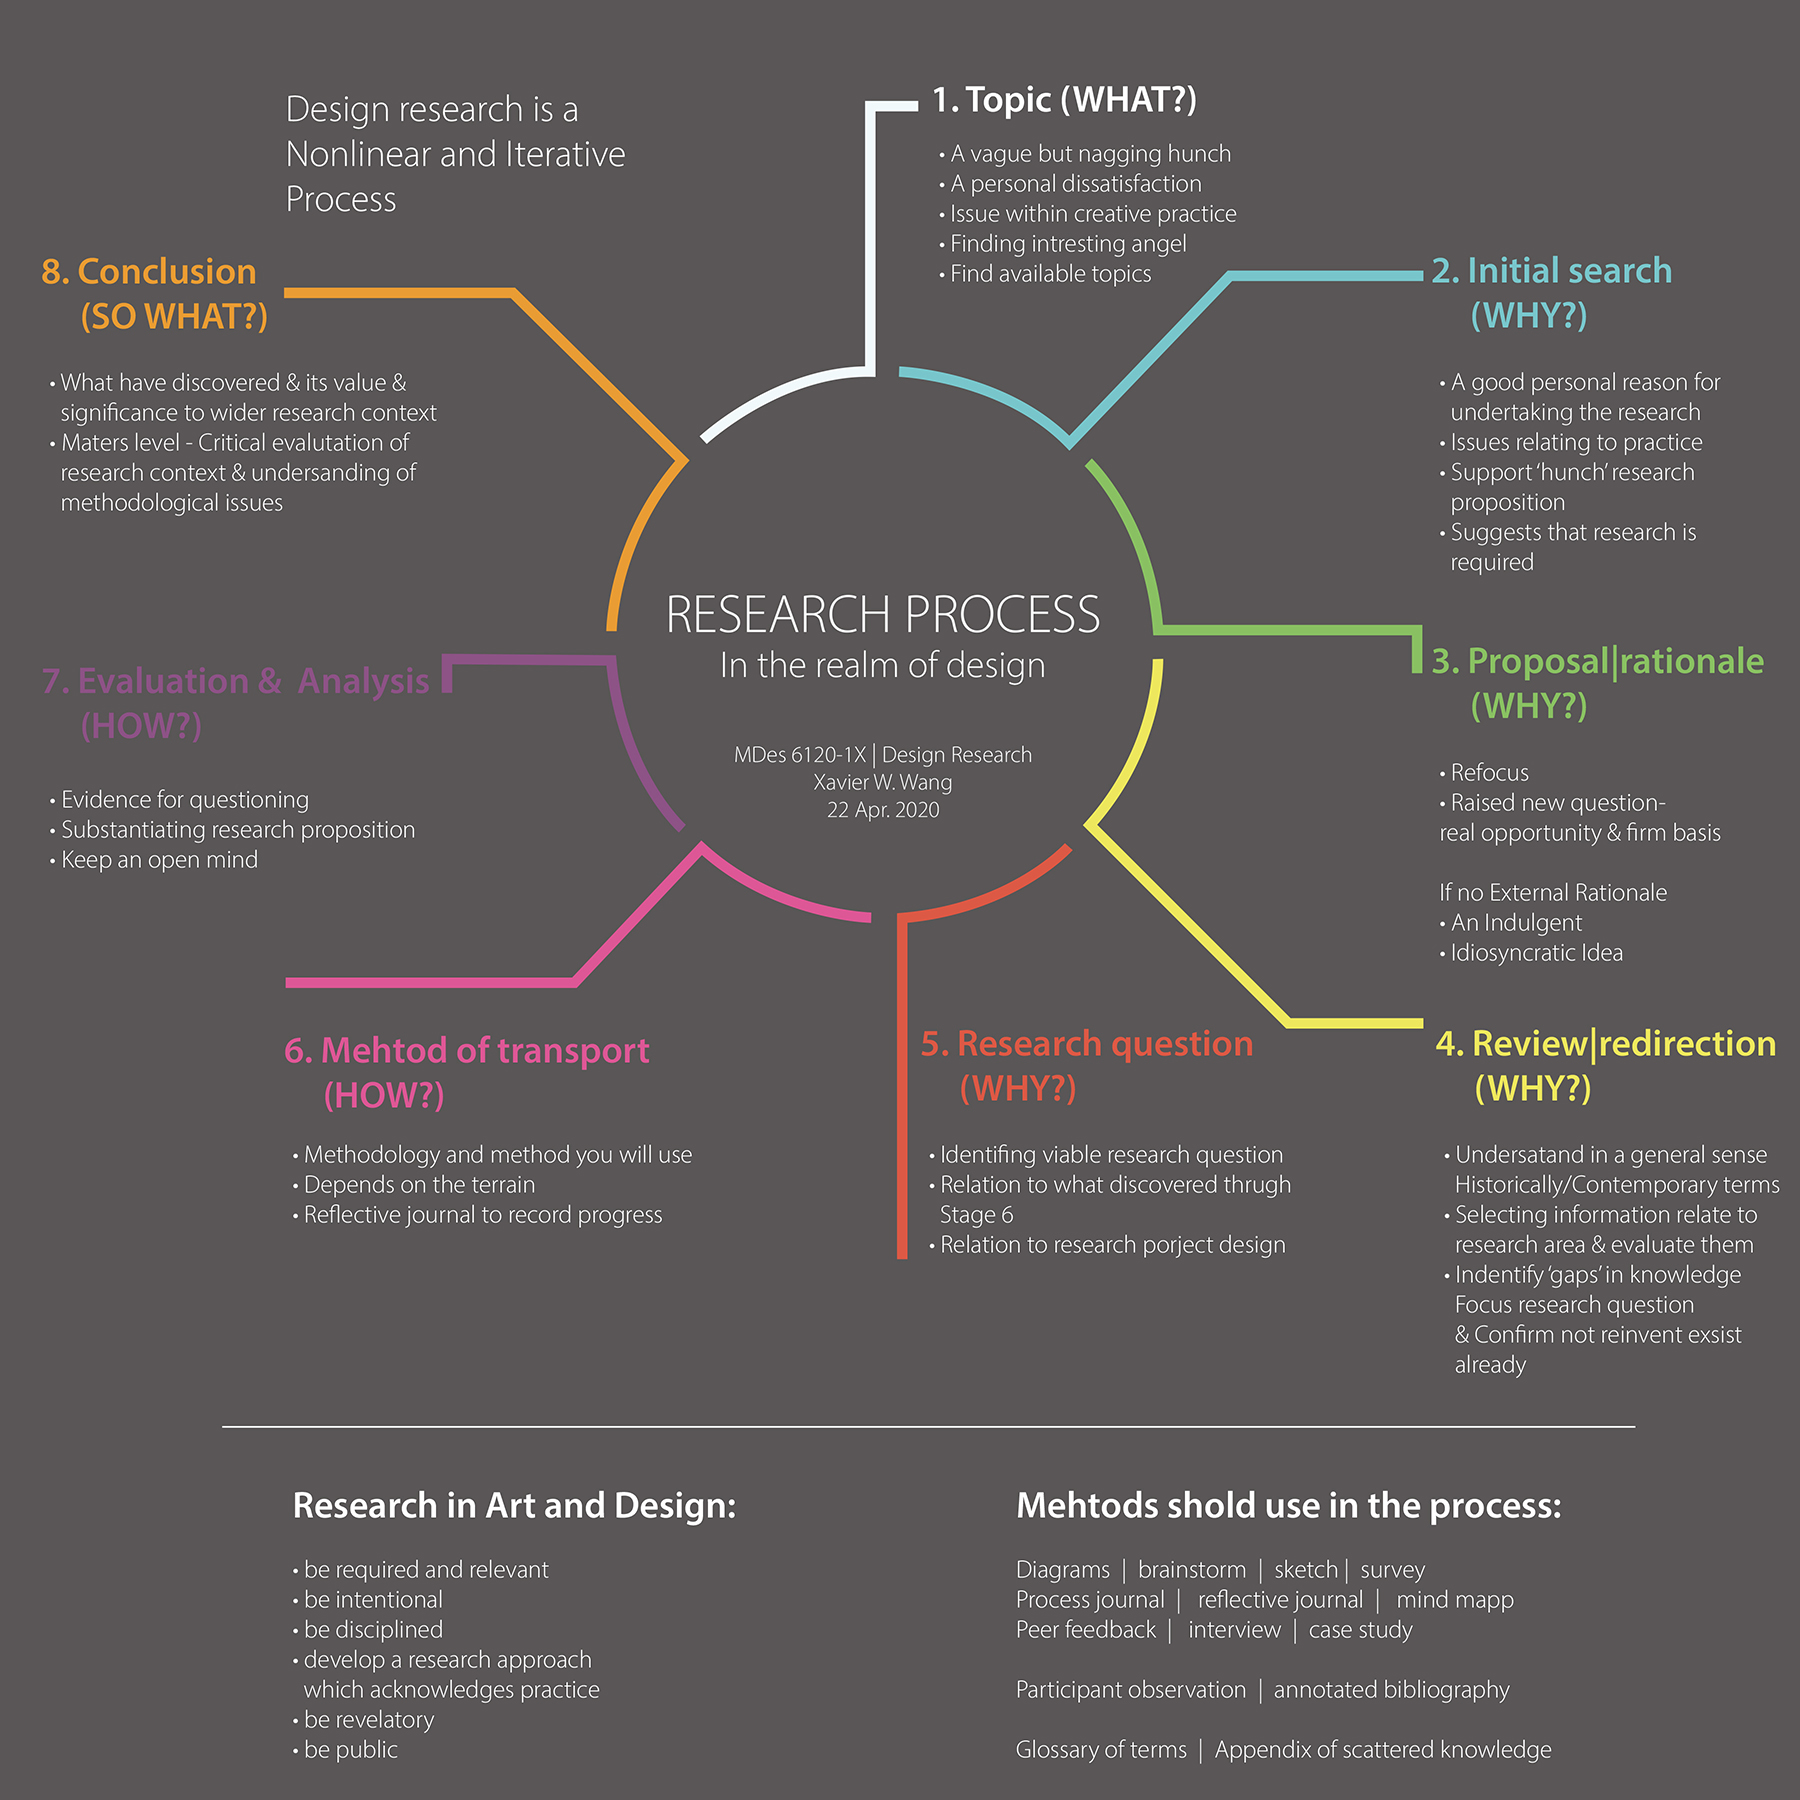 Design research is a
Nonlinear and Iterative
Process
1. Topic (WHAT?)
• A vague but nagging hunch
• A personal dissatisfaction
• Issue within creative practice
• Finding intresting angel
• Find available topics
2. Initial search
(WHY?)
• A good personal reason for
undertaking the research
• Issues relating to practice
• Support ‘hunch’ research
proposition
• Suggests that research is
required
3. Proposal|rationale
(WHY?)
• Refocus
• Raised new question-
real opportunity & firm basis
If no External Rationale
• An Indulgent
• Idiosyncratic Idea
4. Review|redirection
(WHY?)
• Undersatand in a general sense
Historically/Contemporary terms
• Selecting information relate to
research area & evaluate them
• Indentify ‘gaps’ in knowledge
Focus research question
& Confirm not reinvent exsist
already
5. Research question
(WHY?)
• Identifing viable research question
• Relation to what discovered thrugh
Stage 6
• Relation to research porject design
6. Mehtod of transport
(HOW?)
• Methodology and method you will use
• Depends on the terrain
• Reflective journal to record progress
7. Evaluation & Analysis
(HOW?)
• Evidence for questioning
• Substantiating research proposition
• Keep an open mind
8. Conclusion
(SO WHAT?)
• What have discovered & its value &
significance to wider research context
• Maters level - Critical evalutation of
research context & undersanding of
methodological issues
RESEARCH PROCESS
In the realm of design
MDes 6120-1X | Design Research
Xavier W. Wang
22 Apr. 2020
Research in Art and Design:
• be required and relevant
• be intentional
• be disciplined
• develop a research approach
which acknowledges practice
• be revelatory
• be public
Mehtods shold use in the process:
Diagrams | brainstorm | sketch | survey
Process journal | reflective journal | mind mapp
Peer feedback | interview | case study
Participant observation | annotated bibliography
Glossary of terms | Appendix of scattered knowledge